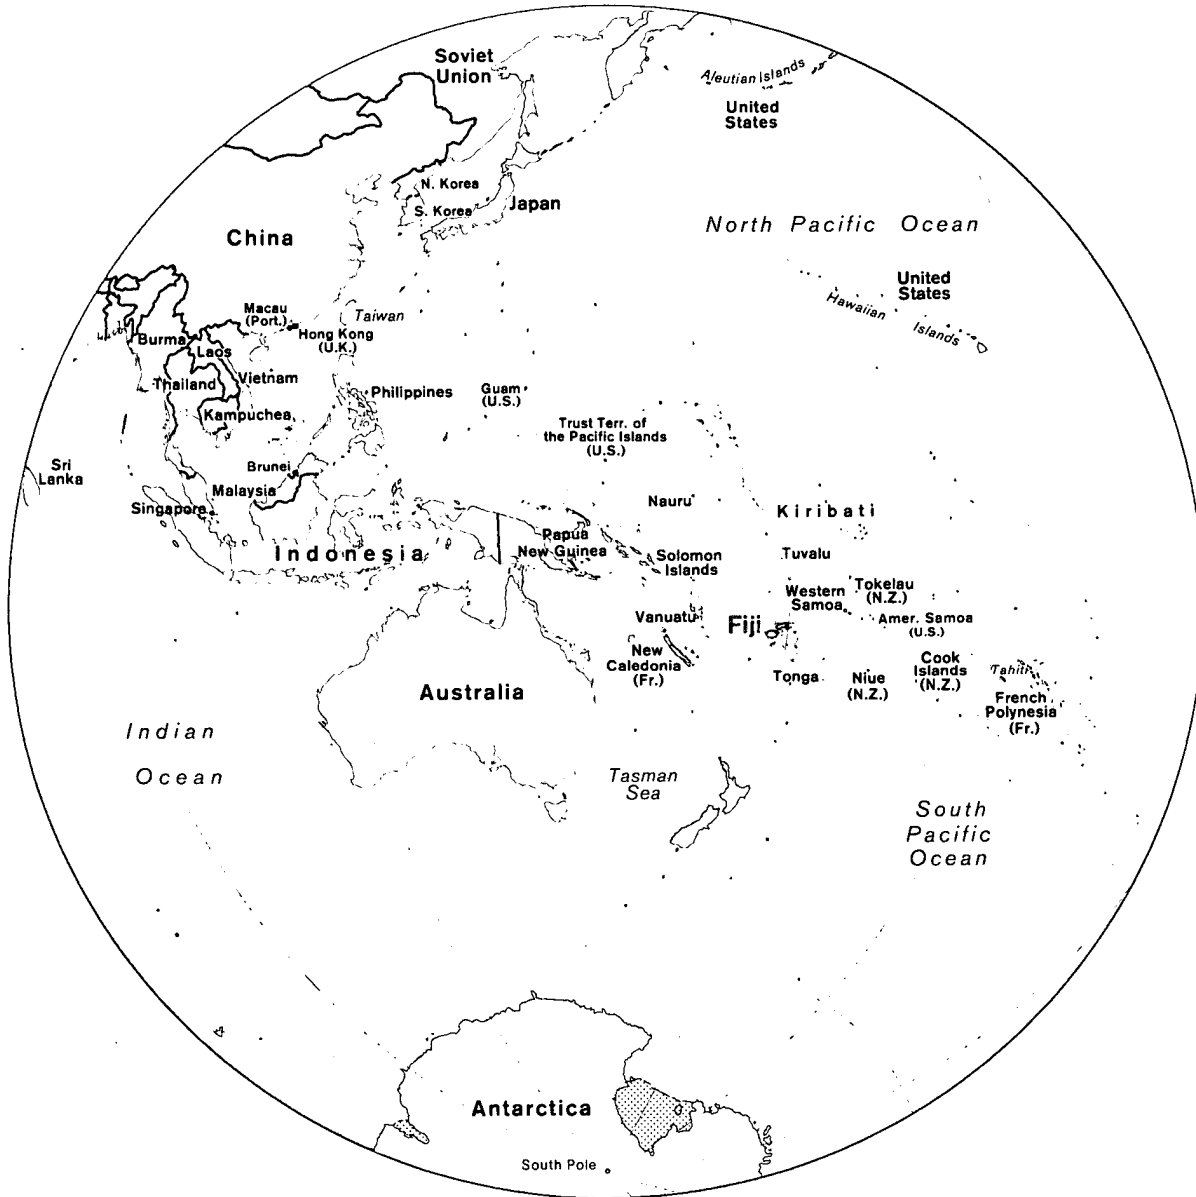 Soviet
Union
Aleutian Islands
United
States
N. Korea
S. Korea
Japan
North Pacific Ocean
China
United
States
Hawaiian Islands
Macau
(Port.)
Taiwan
Hong Kong
(U.K.)
Burma
Laos
Thailand
Vietnam
Kampuchea
Philippines
Guam
(U.S.)
Trust Terr. of
the Pacific Islands
(U.S.)
Sri
Lanka
Brunei
Malaysia
Singapore
Nauru
Kiribati
Indonesia
Papua
New Guinea
Solomon
Islands
Tuvalu
Western
Samoa
Tokelau
(N.Z.)
Vanuatu
Fiji
Amer. Samoa
(U.S.)
New
Caledonia
(Fr.)
Tonga
Niue
(N.Z.)
Cook
Islands
(N.Z.)
Tahiti
French
Polynesia
(Fr.)
Australia
Indian
Ocean
Tasman
Sea
South
Pacific
Ocean
Antarctica
South Pole